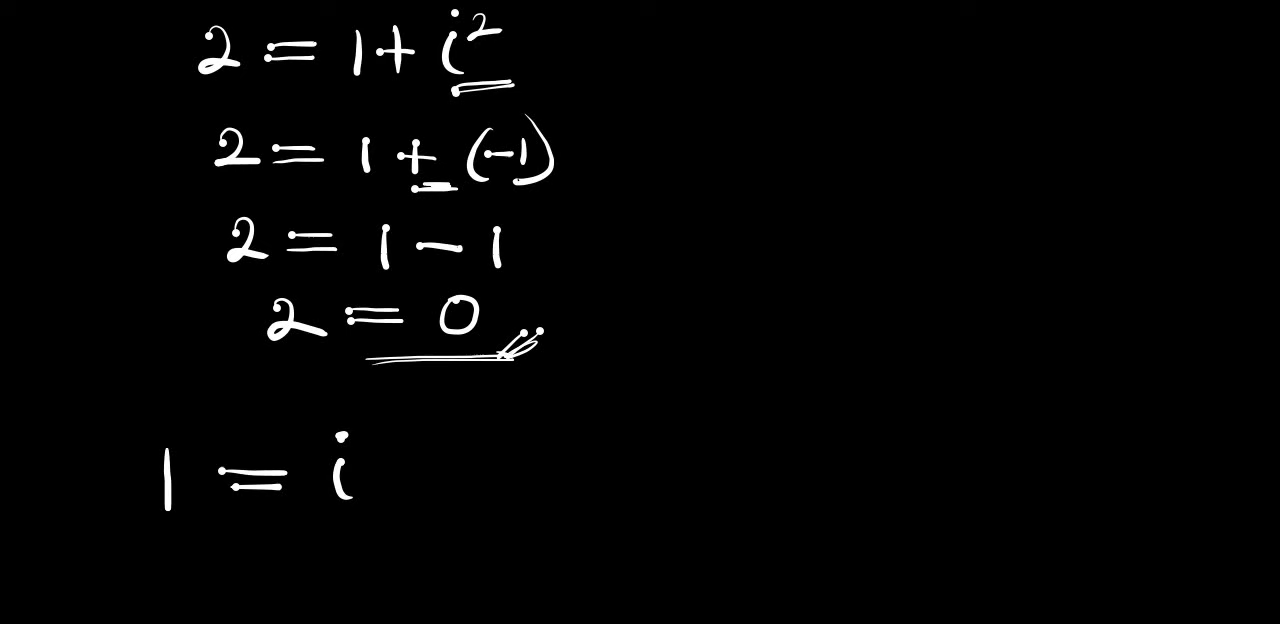 2 = 1 + i²
2 = 1 + (-1)
2 = 1 - 1
2 = 0
1 = i